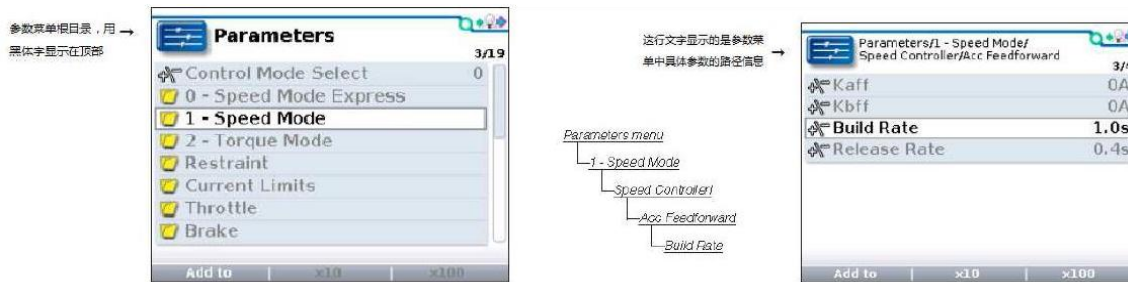 参数菜单根目录，用 →
黑体字显示在顶部
Parameters
3/19
Control Mode Select 0
0 - Speed Mode Express
1 - Speed Mode
2 - Torque Mode
Restraint
Current Limits
Throttle
Brake
Add to | x10 | x100
这行文字显示的是参数菜 →
单中具体参数的路径信息
Parameters menu
1 - Speed Mode
Speed Controller
Acc Feedforward
Build Rate
Parameters/1 - Speed Mode/
Speed Controller/Acc Feedforward
Kaff 0A
Kbff 0A
Build Rate 1.0s
Release Rate 0.4s
Add to | x10 | x100